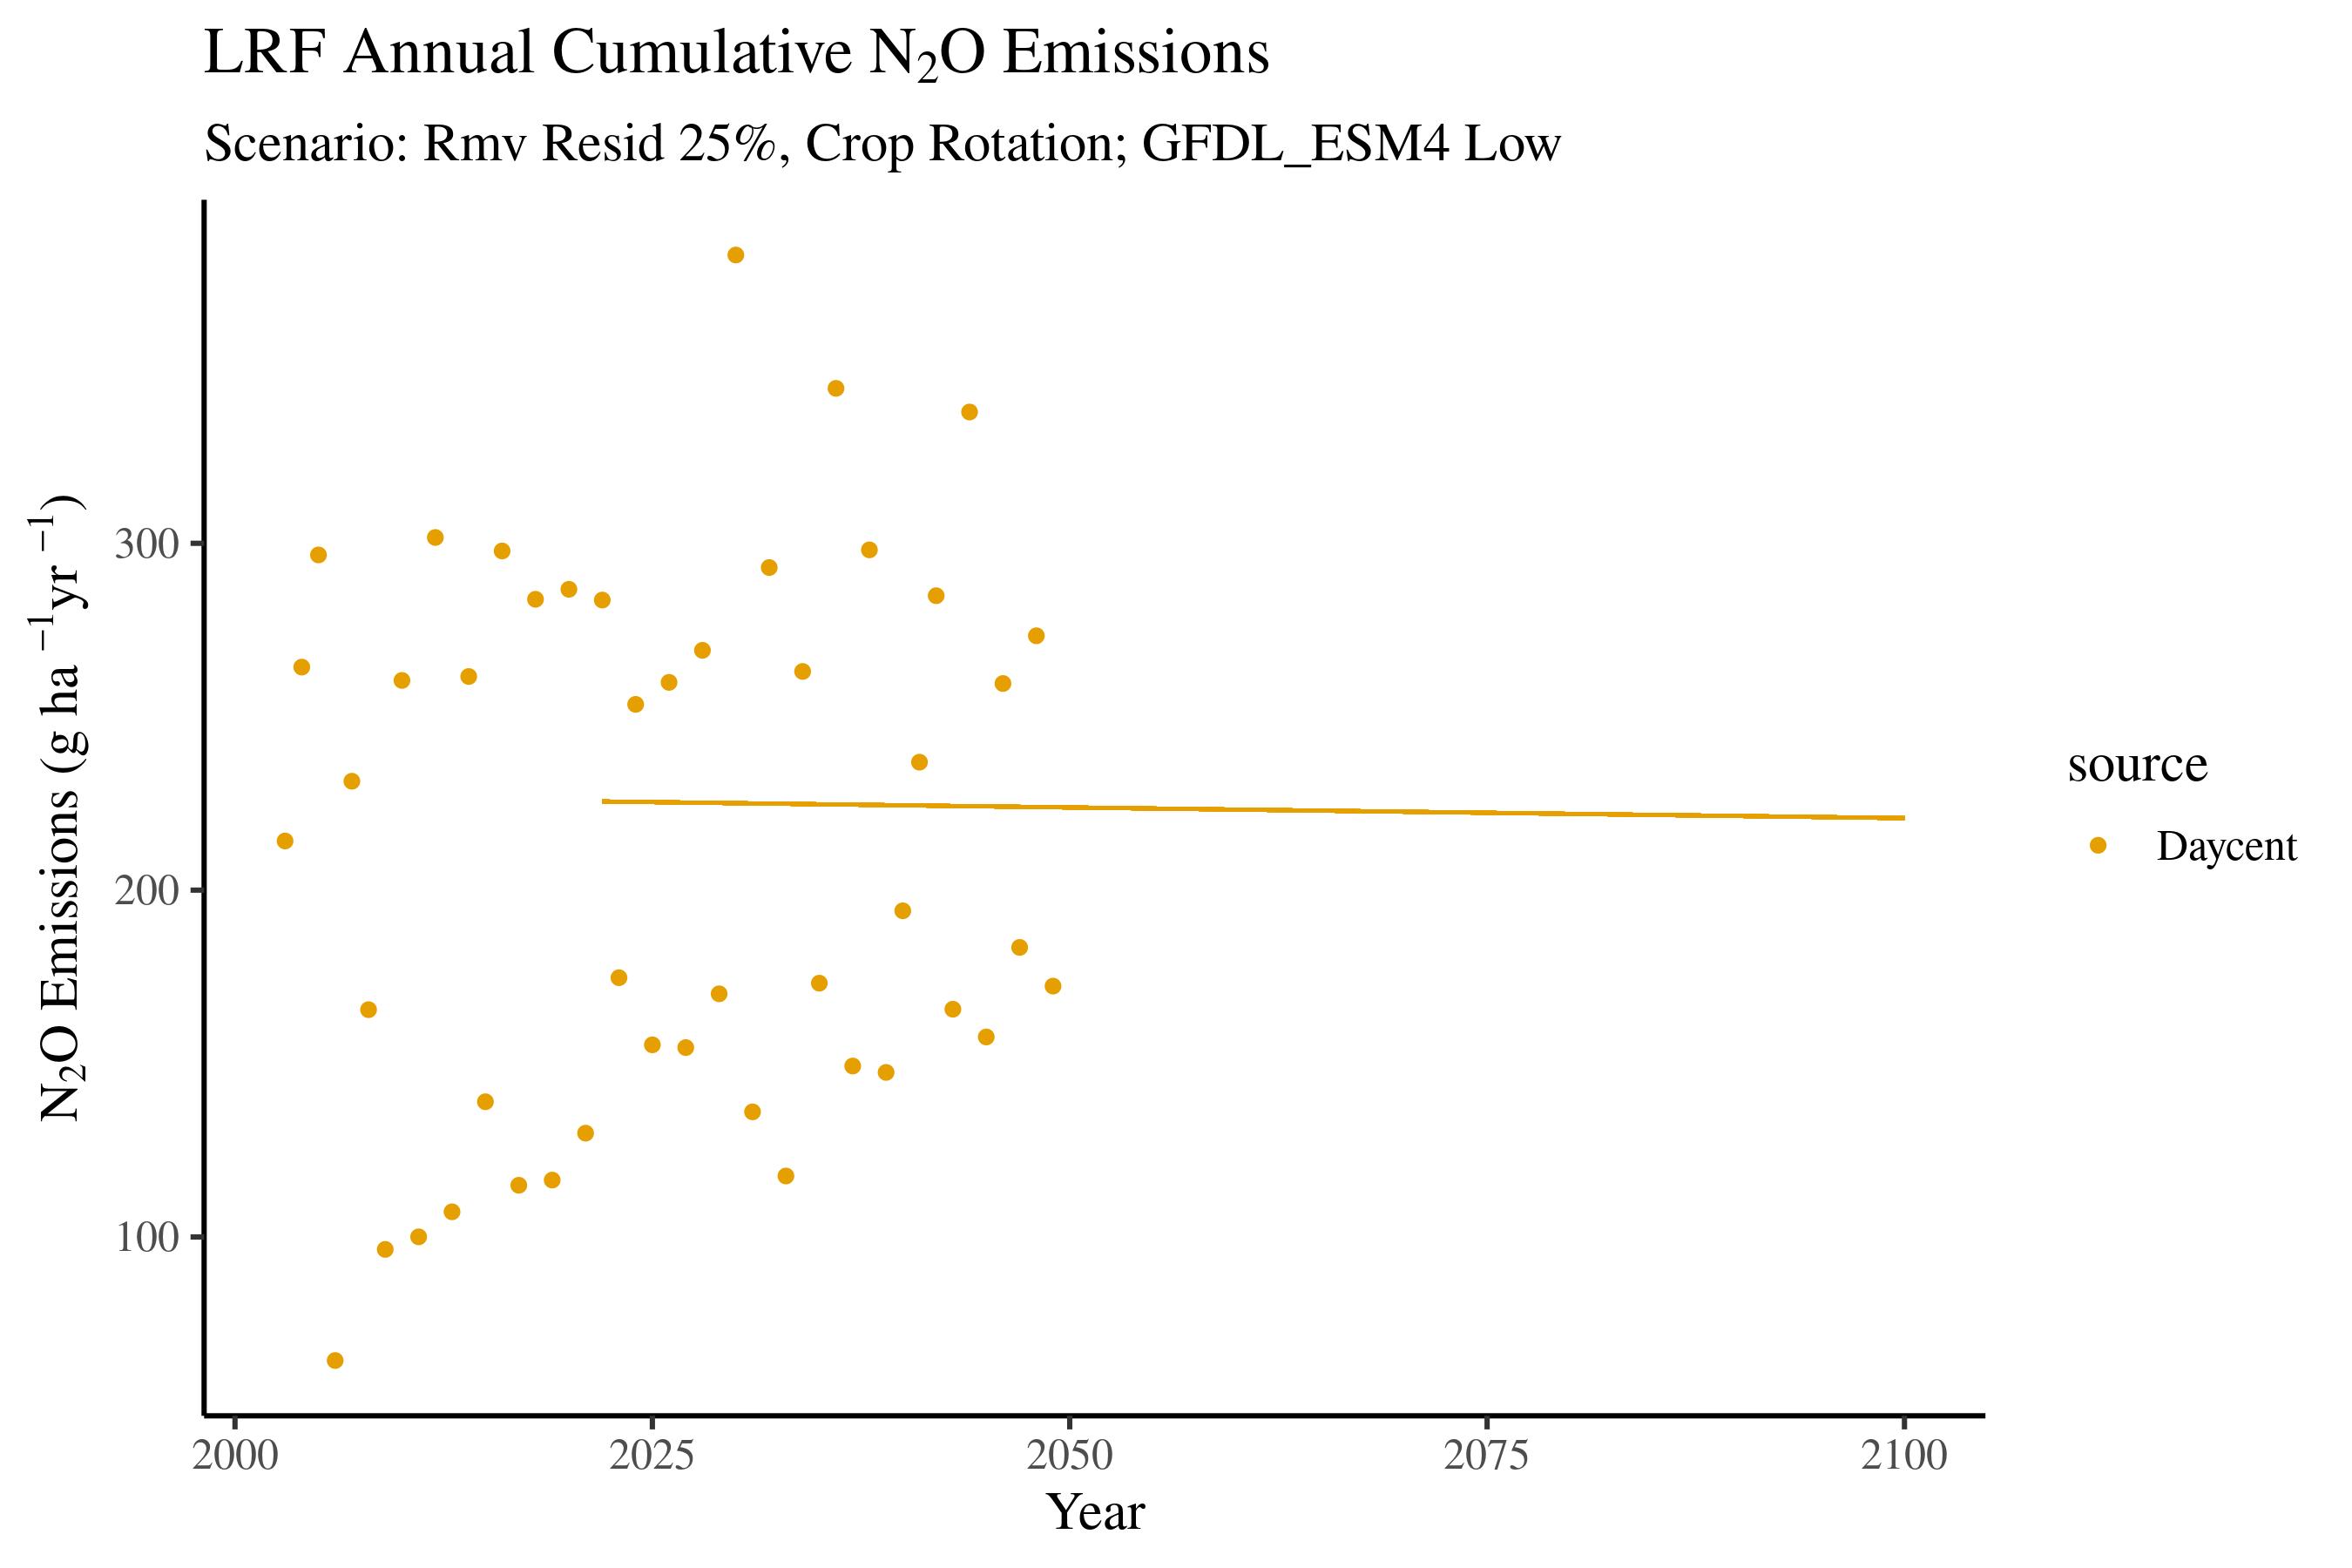 LRF Annual Cumulative N₂O Emissions
Scenario: Rmv Resid 25%, Crop Rotation; GFDL_ESM4 Low
N₂O Emissions (g ha ⁻¹yr ⁻¹)
300
200
100
source
Daycent
2000 2025 2050 2075 2100
Year